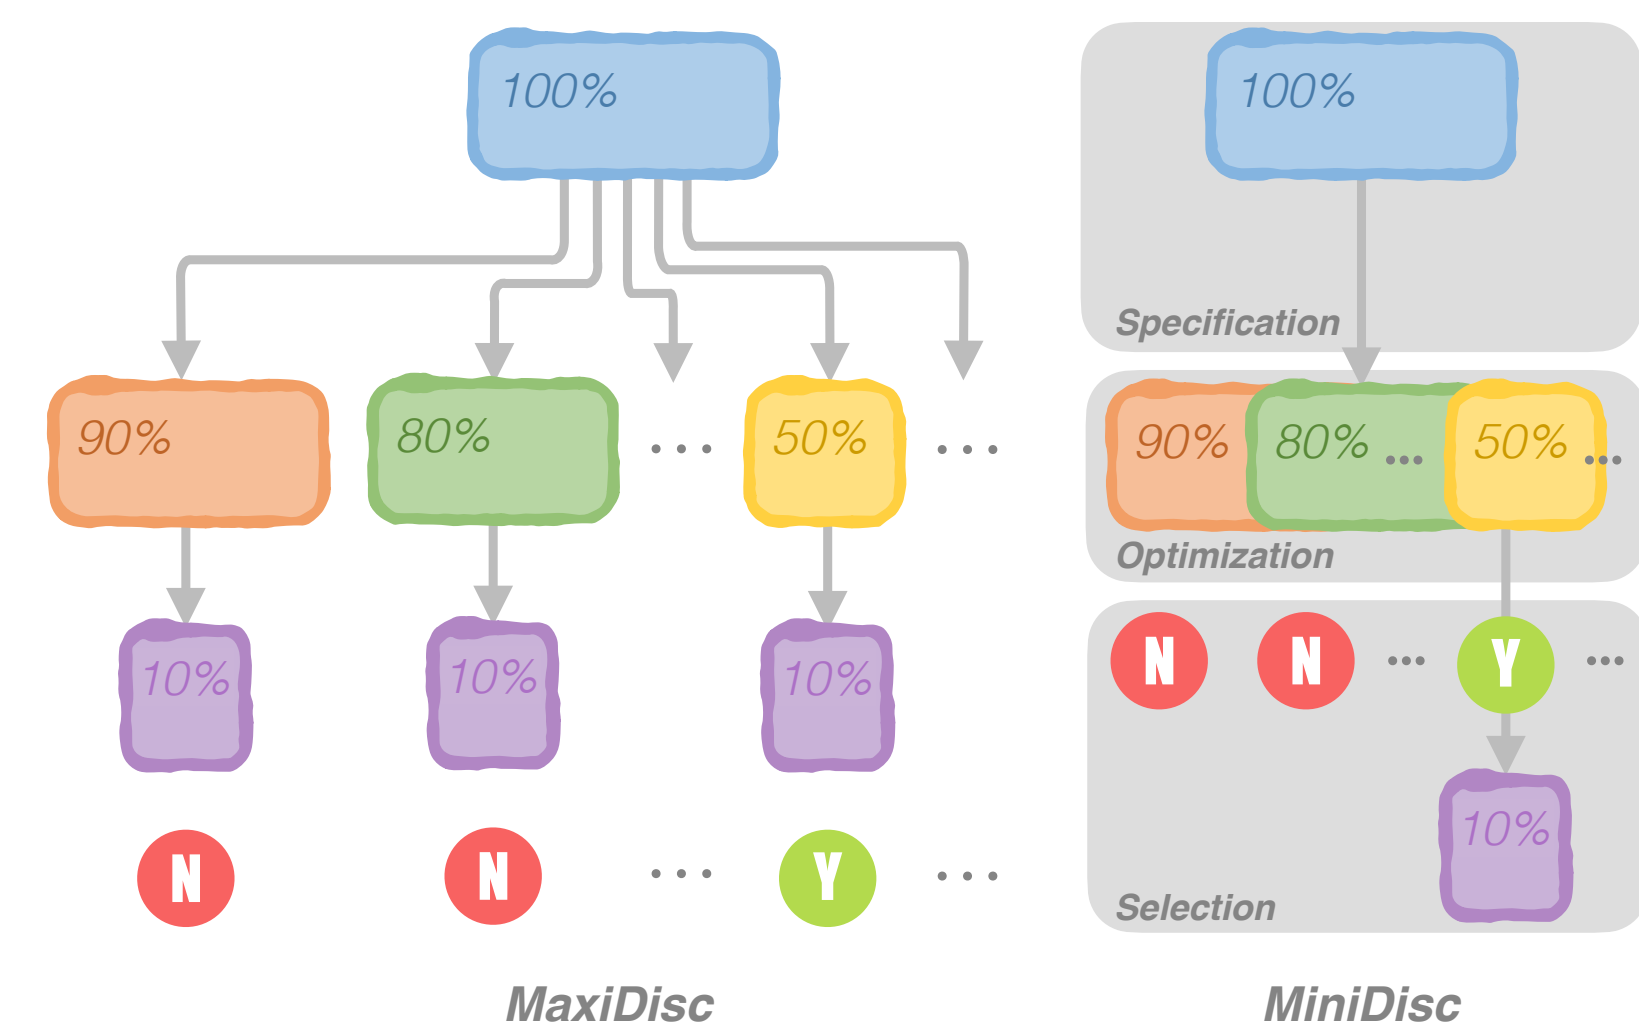 100%
90%
80%
...
50%
...
10%
10%
10%
N
N
...
Y
...
MaxiDisc
100%
Specification
90%
80%
...
50%
...
Optimization
N
N
...
Y
...
10%
Selection
MiniDisc